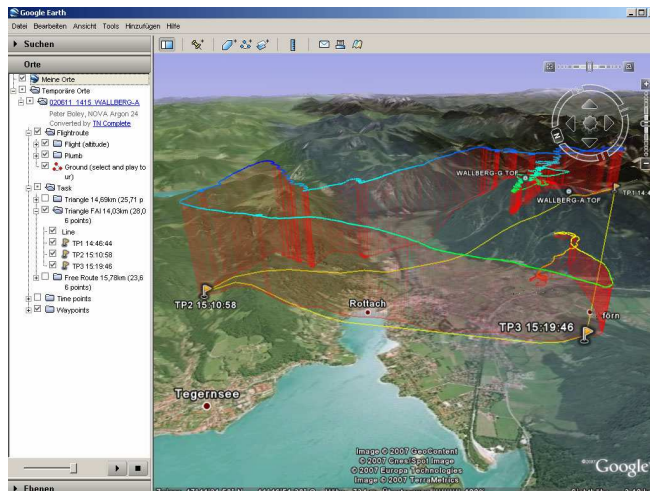 Google Earth
Datei Bearbeiten Ansicht Tools Hinzufügen Hilfe
Suchen
Orte
Meine Orte
Temporäre Orte
020611_1415_WALLBERG-A
Peter Boley, NOVA Argon 24
Converted by TN Complete
Flightroute
Flight (altitude)
Plumb
Ground (select and play to
ur)
Task
Triangle 14,69km (25,71 p
Triangle FAI 14,03km (28,0
6 points)
Line
TP1 14:46:44
TP2 15:10:58
TP3 15:19:46
Free Route 15,78km (23,6
6 points)
Time points
Waypoints
Ebenen
N
WALLBERG-G TOF
WALLBERG-A TOF
TP1 14:4
TP2 15:10:58
Rottach
förn
TP3 15:19:46
Tegernsee
Image © 2007 GeoContent
© 2007 Cnes/Spot Image
© 2007 Europa Technologies
Image © 2007 TerraMetrics
Google